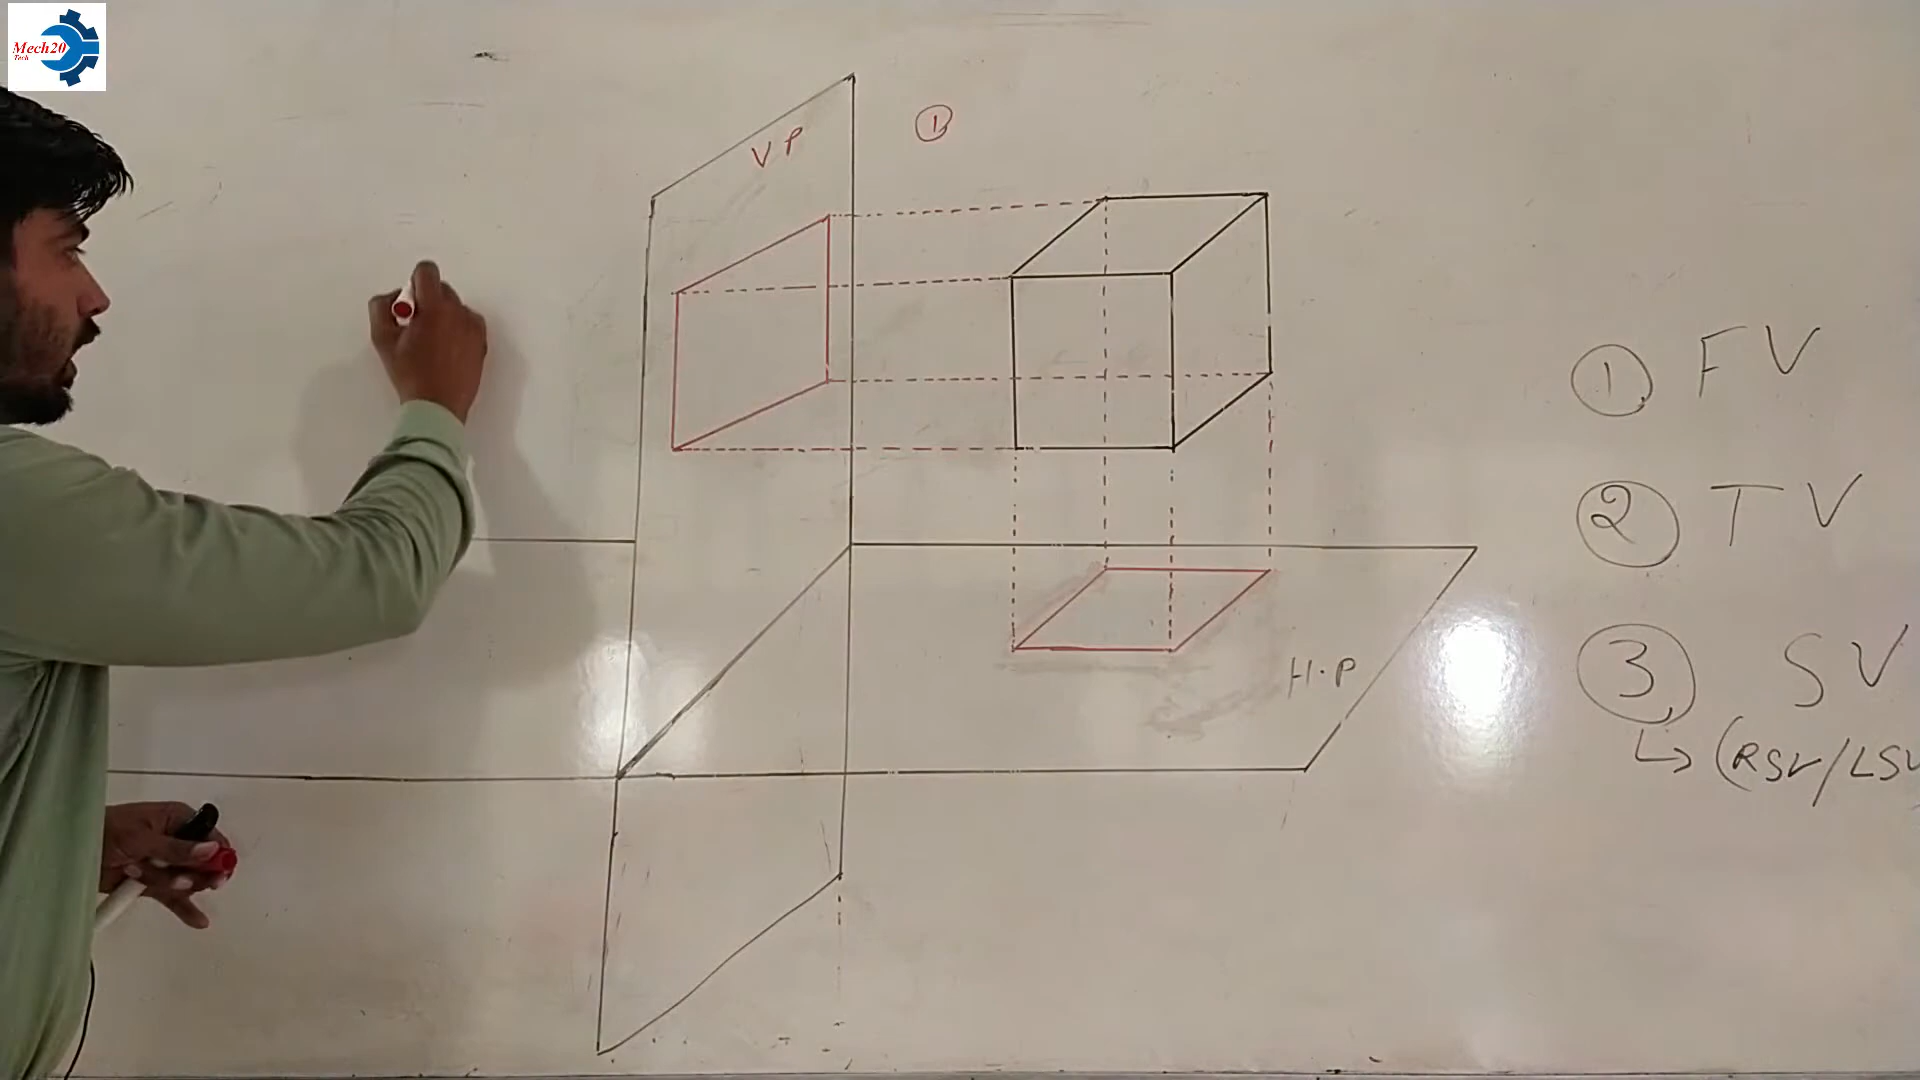 Mech20
Tech
VP
①
① FV
② TV
③ SV
↳ (RSV/LSV
H.P